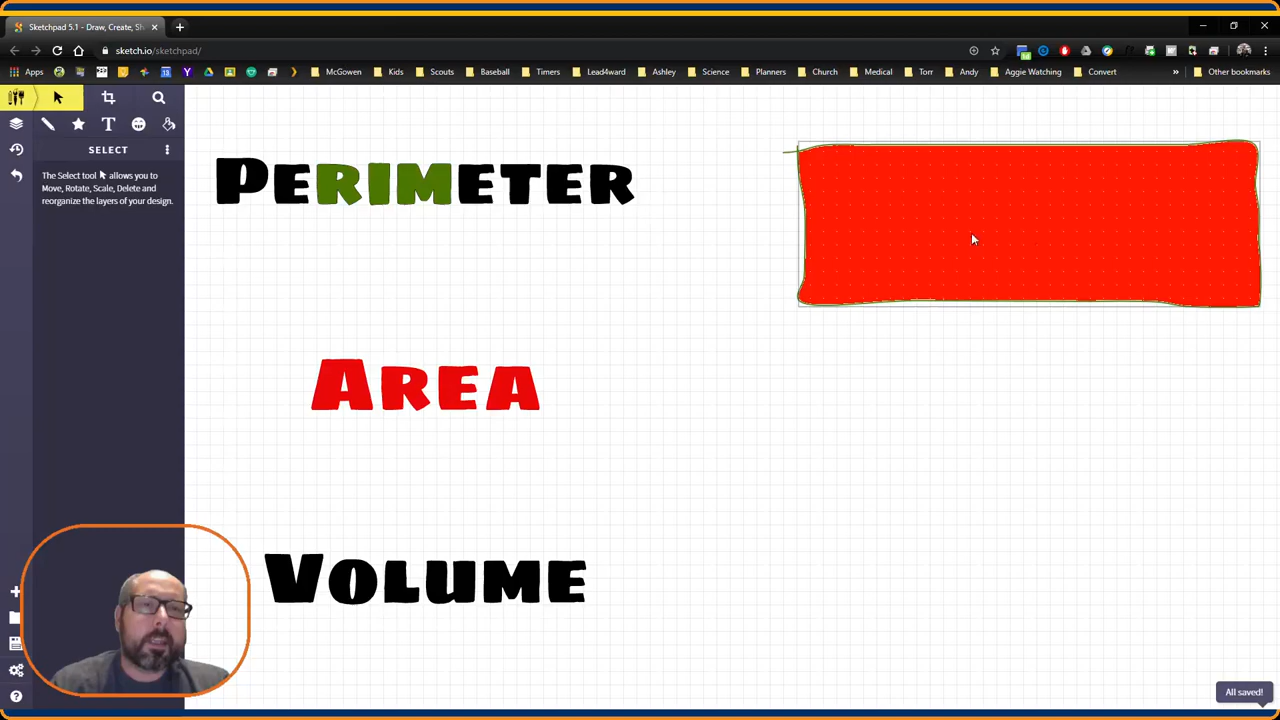 Sketchpad 5.1 - Draw, Create, Sh
sketch.io/sketchpad/
Apps
McGowen
Kids
Scouts
Baseball
Timers
Lead4ward
Ashley
Science
Planners
Church
Medical
Torr
Andy
Aggie Watching
Convert
»
Other bookmarks
SELECT
The Select tool allows you to
Move, Rotate, Scale, Delete and
reorganize the layers of your design.
Perimeter
Area
Volume
All saved!